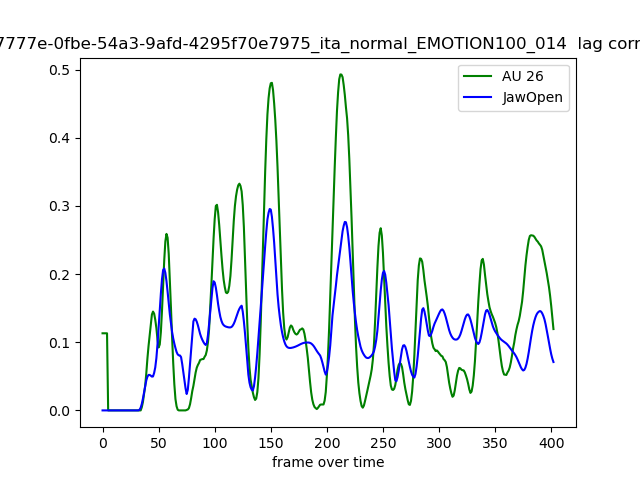 7777e-0fbe-54a3-9afd-4295f70e7975_ita_normal_EMOTION100_014 lag corr
AU 26
JawOpen
0.5
0.4
0.3
0.2
0.1
0.0
0 50 100 150 200 250 300 350 400
frame over time